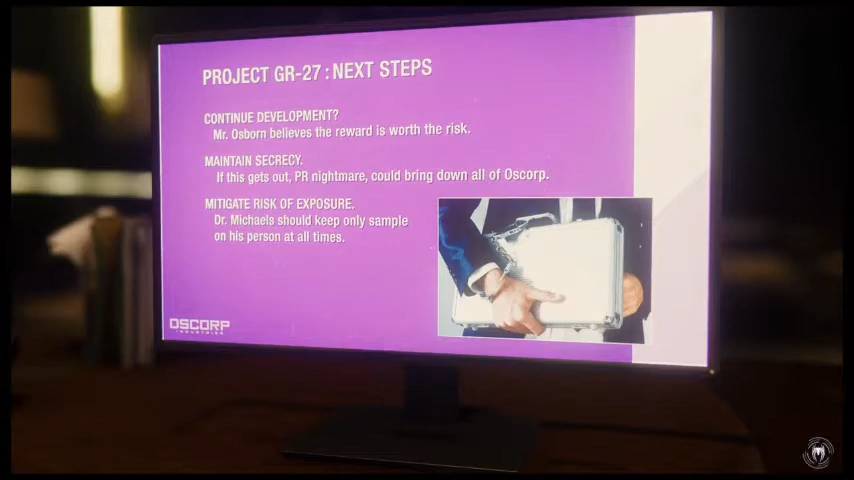 PROJECT GR-27 : NEXT STEPS
CONTINUE DEVELOPMENT?
Mr. Osborn believes the reward is worth the risk.
MAINTAIN SECRECY.
If this gets out, PR nightmare, could bring down all of Oscorp.
MITIGATE RISK OF EXPOSURE.
Dr. Michaels should keep only sample
on his person at all times.
OSCORP
INDUSTRIES